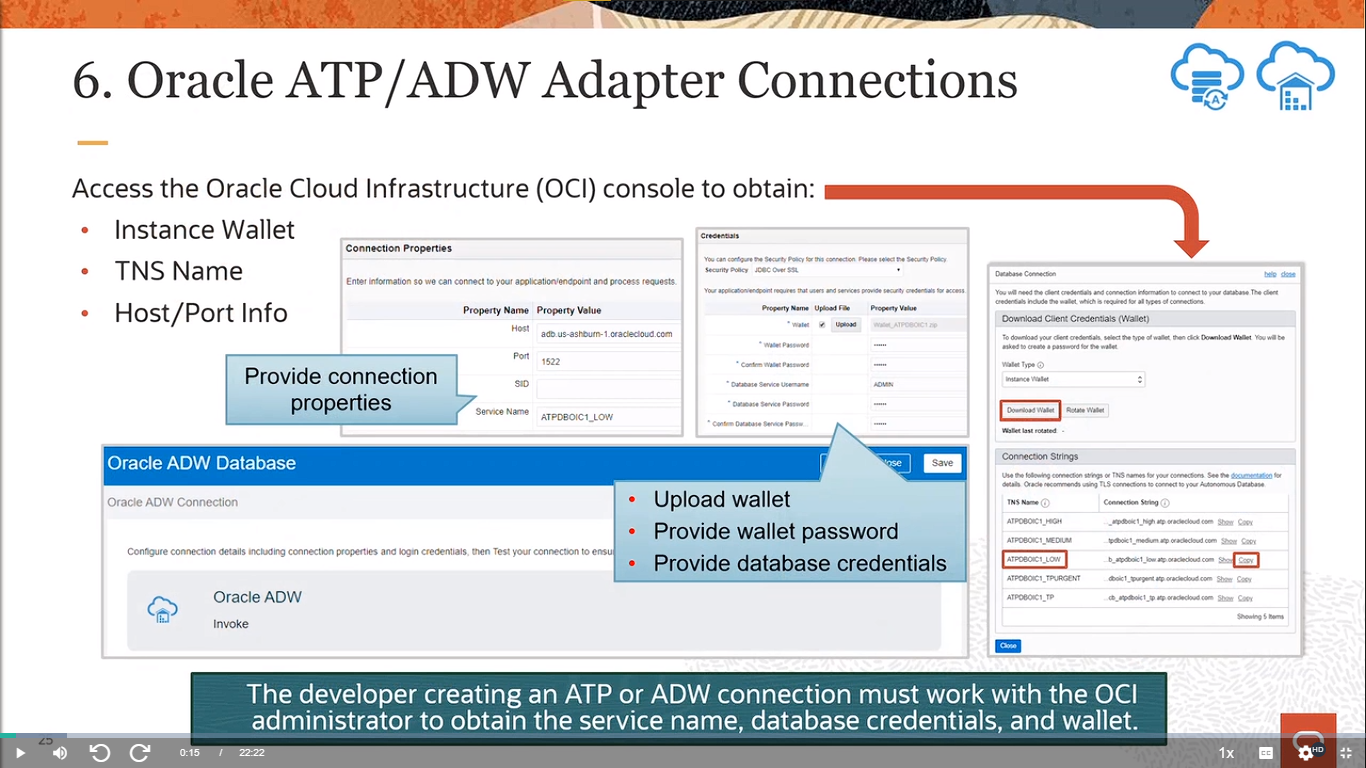 6. Oracle ATP/ADW Adapter Connections
Access the Oracle Cloud Infrastructure (OCI) console to obtain:
• Instance Wallet
• TNS Name
• Host/Port Info
Connection Properties
Enter information so we can connect to your application/endpoint and process requests.
Property Name Property Value
Host adb.us-ashburn-1.oraclecloud.com
Port 1522
SID
Service Name ATPDBOIC1_LOW
Provide connection
properties
Credentials
You can configure the Security Policy for this connection. Please select the Security Policy
Security Policy JDBC Over SSL
Your application/endpoint requires that users and services provide security credentials for access.
Property Name Upload File Property Value
* Wallet Upload Wallet_ATPDBOIC1.zip
* Wallet Password ••••••
* Confirm Wallet Password ••••••
* Database Service Username ADMIN
* Database Service Password ••••••
* Confirm Database Service Passw... ••••••
Oracle ADW Database
Save
Oracle ADW Connection
Configure connection details including connection properties and login credentials, then Test your connection to ensu
Oracle ADW
Invoke
• Upload wallet
• Provide wallet password
• Provide database credentials
Database Connection help close
You will need the client credentials and connection information to connect to your database.The client
credentials include the wallet, which is required for all types of connections.
Download Client Credentials (Wallet)
To download your client credentials, select the type of wallet, then click Download Wallet. You will be
asked to create a password for the wallet.
Wallet Type
Instance Wallet
Download Wallet Rotate Wallet
Wallet last rotated: -
Connection Strings
Use the following connection strings or TNS names for your connections. See the documentation for
details. Oracle recommends using TLS connections to connect to your Autonomous Database.
TNS Name Connection String
ATPDBOIC1_HIGH ..._atpdboic1_high.atp.oraclecloud.com Show Copy
ATPDBOIC1_MEDIUM ...tpdboic1_medium.atp.oraclecloud.com Show Copy
ATPDBOIC1_LOW ...b_atpdboic1_low.atp.oraclecloud.com Show Copy
ATPDBOIC1_TPURGENT ...dboic1_tpurgent.atp.oraclecloud.com Show Copy
ATPDBOIC1_TP ...cb_atpdboic1_tp.atp.oraclecloud.com Show Copy
Showing 5 Items
Close
The developer creating an ATP or ADW connection must work with the OCI
administrator to obtain the service name, database credentials, and wallet.
25
0:15 / 22:22 1x CC HD